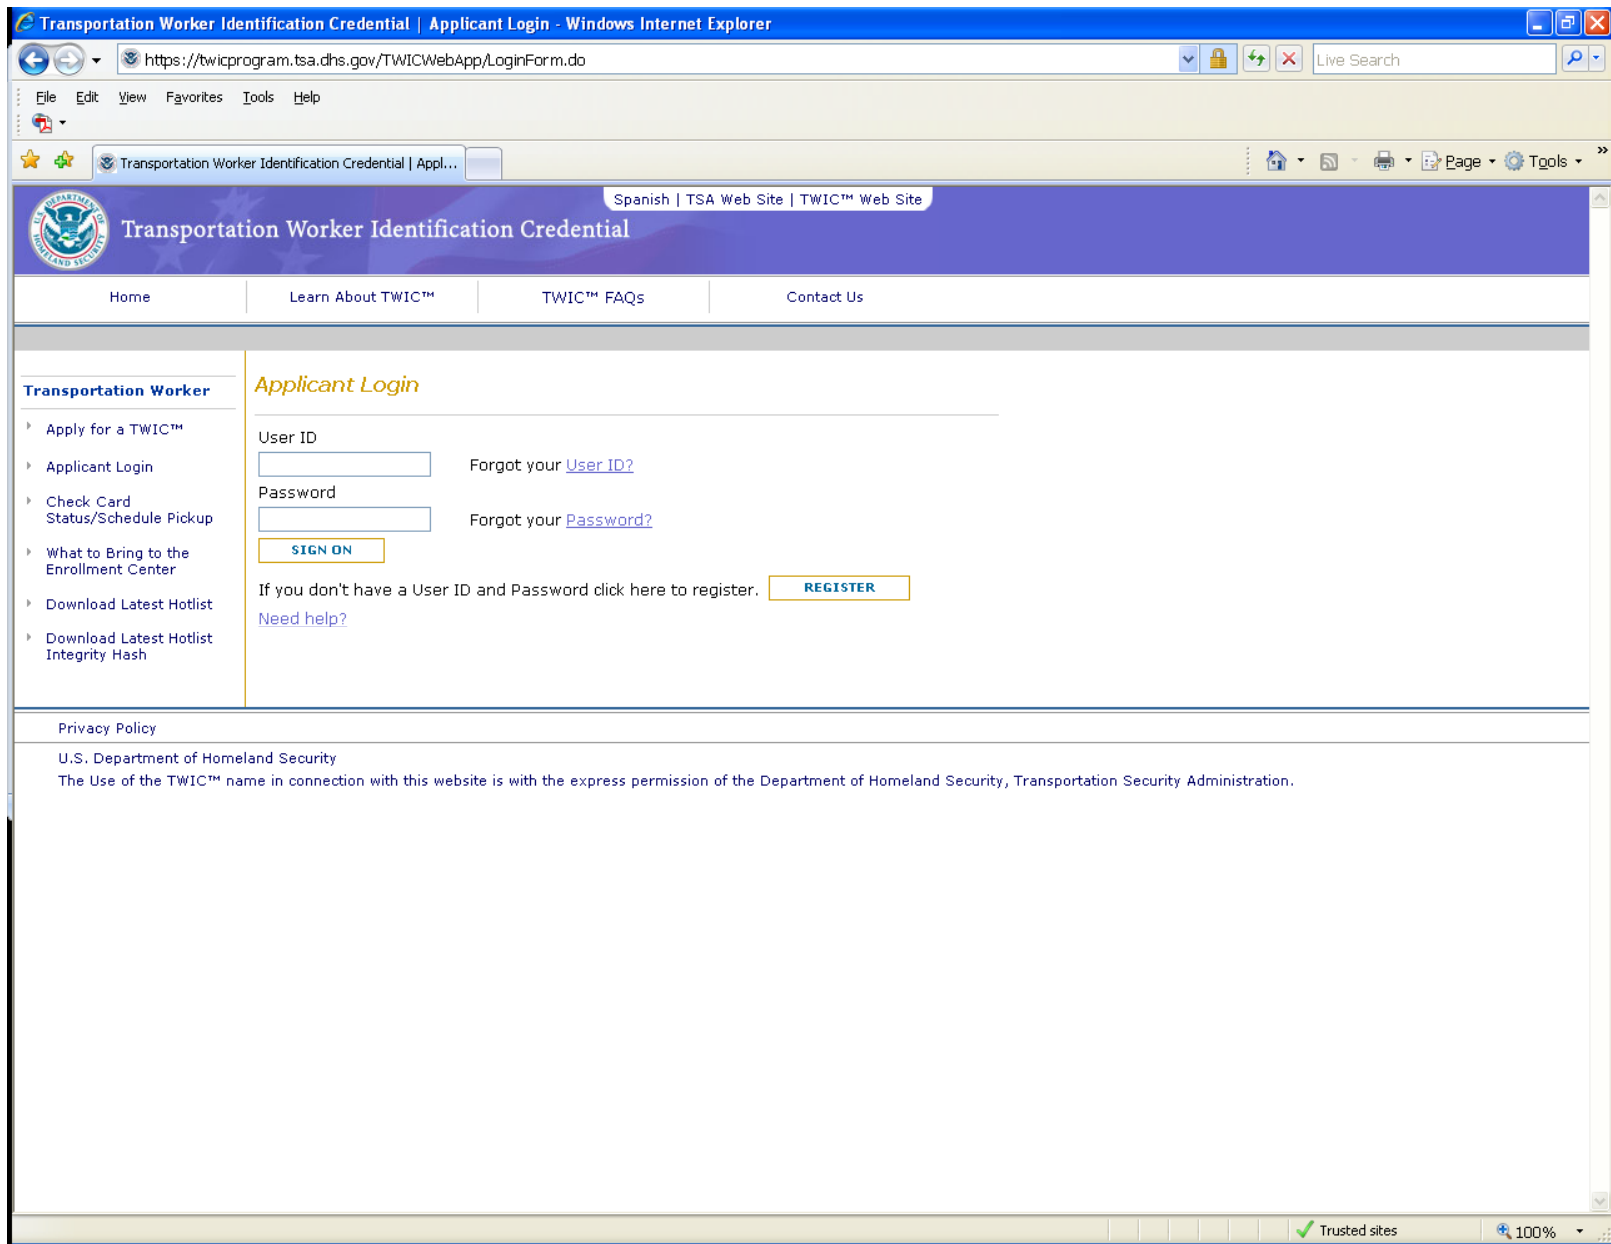 Transportation Worker Identification Credential | Applicant Login - Windows Internet Explorer
https://twicprogram.tsa.dhs.gov/TWICWebApp/LoginForm.do
Live Search
File Edit View Favorites Tools Help
Transportation Worker Identification Credential | Appl...
Page Tools »
Spanish | TSA Web Site | TWIC™ Web Site
Transportation Worker Identification Credential
Home Learn About TWIC™ TWIC™ FAQs Contact Us
Transportation Worker
Apply for a TWIC™
Applicant Login
Check Card
Status/Schedule Pickup
What to Bring to the
Enrollment Center
Download Latest Hotlist
Download Latest Hotlist
Integrity Hash
Applicant Login
User ID
Forgot your User ID?
Password
Forgot your Password?
SIGN ON
If you don't have a User ID and Password click here to register. REGISTER
Need help?
Privacy Policy
U.S. Department of Homeland Security
The Use of the TWIC™ name in connection with this website is with the express permission of the Department of Homeland Security, Transportation Security Administration.
Trusted sites 100%